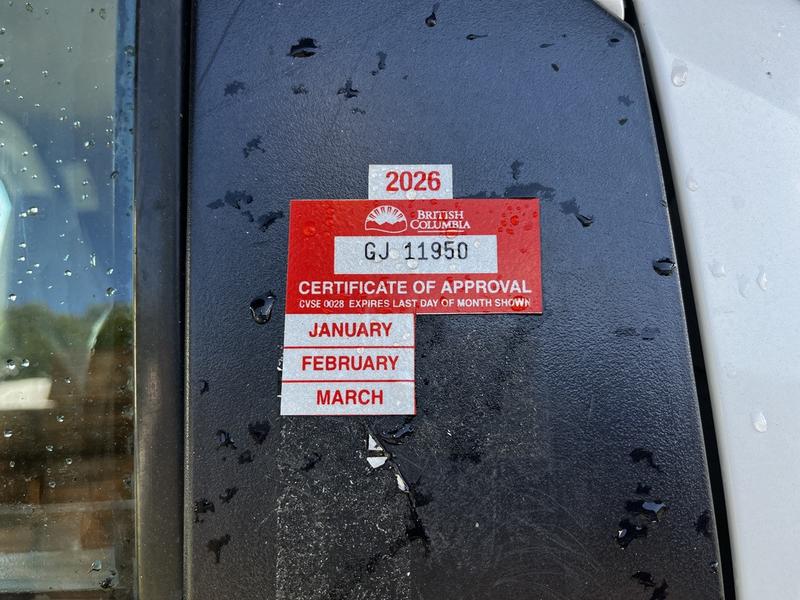 2026
BRITISH
COLUMBIA
GJ 11950
CERTIFICATE OF APPROVAL
CVSE 0028 EXPIRES LAST DAY OF MONTH SHOWN
JANUARY
FEBRUARY
MARCH